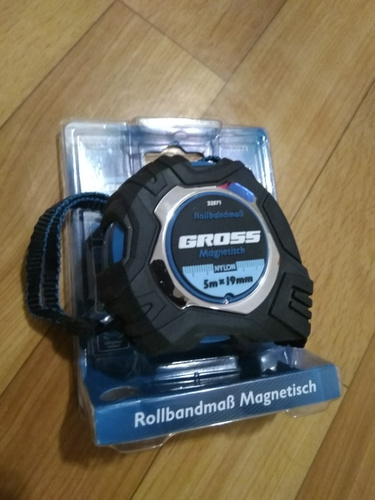 Rollbandmaß
GROSS
Magnetisch
NYLON
5m x 19mm
Rollbandmaß Magnetisch